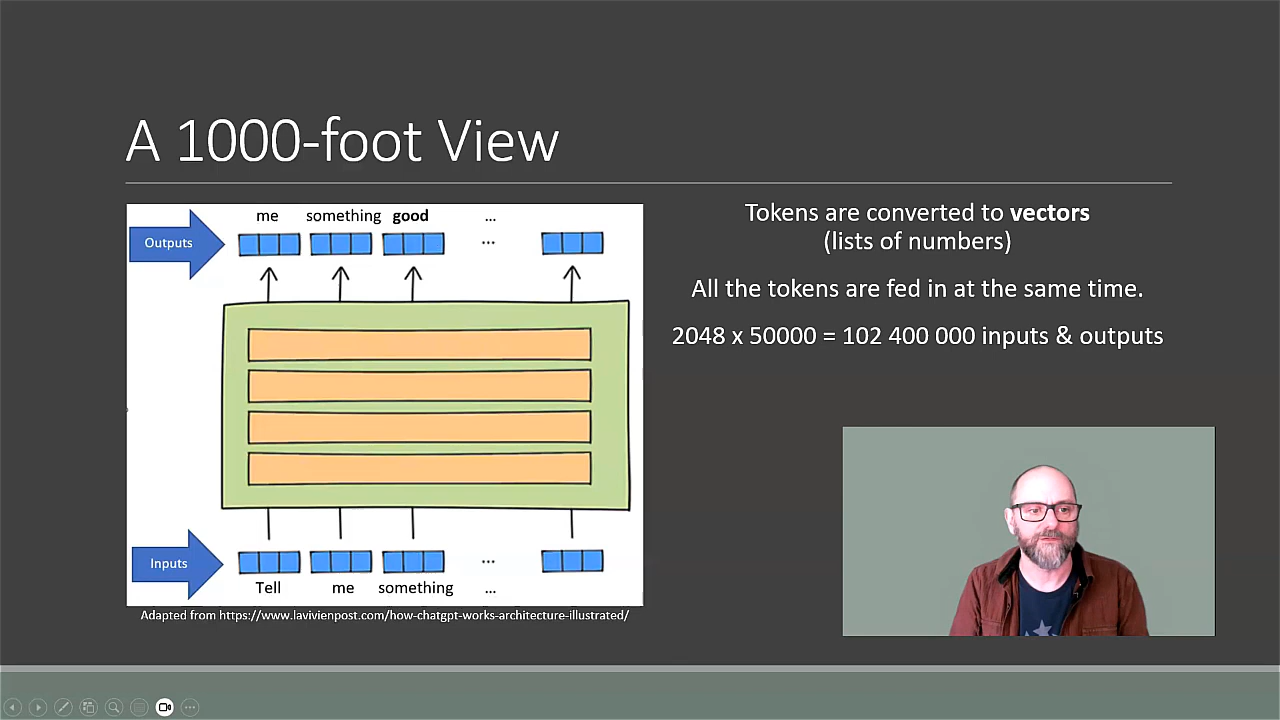 A 1000-foot View
Outputs
me something good ...
...
Inputs
...
Tell me something ...
Adapted from https://www.lavivienpost.com/how-chatgpt-works-architecture-illustrated/
Tokens are converted to vectors
(lists of numbers)
All the tokens are fed in at the same time.
2048 x 50000 = 102 400 000 inputs & outputs